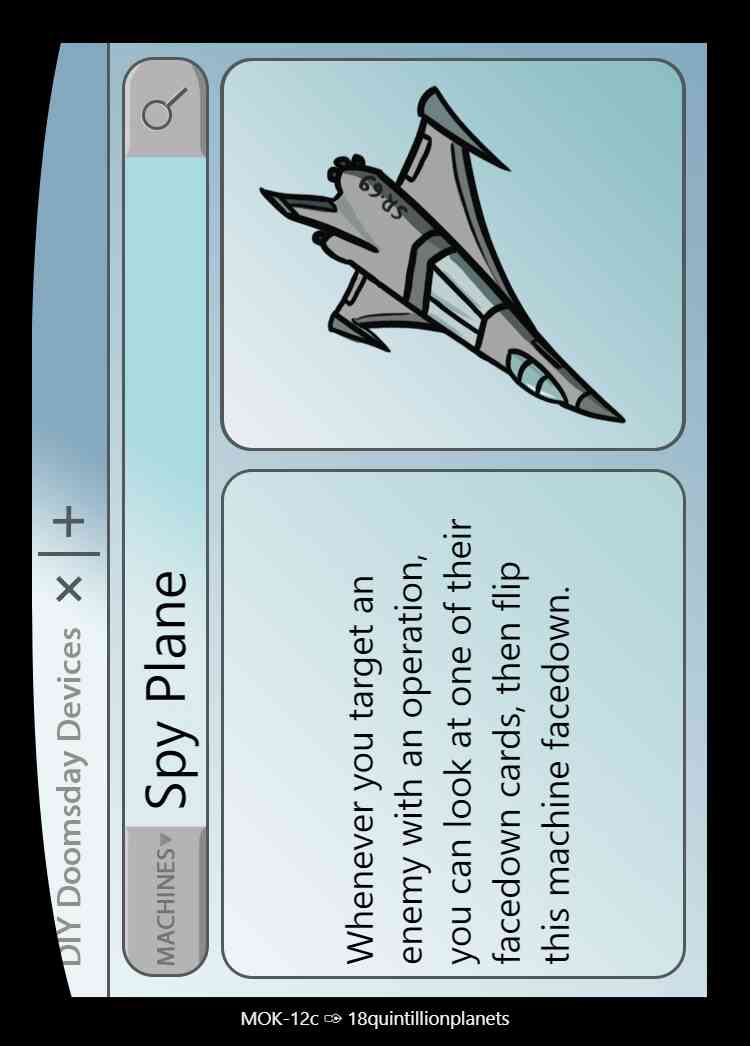 DIY Doomsday Devices × | +
MACHINES▾ Spy Plane
SR·69
Whenever you target an
enemy with an operation,
you can look at one of their
facedown cards, then flip
this machine facedown.
MOK-12c ✑ 18quintillionplanets